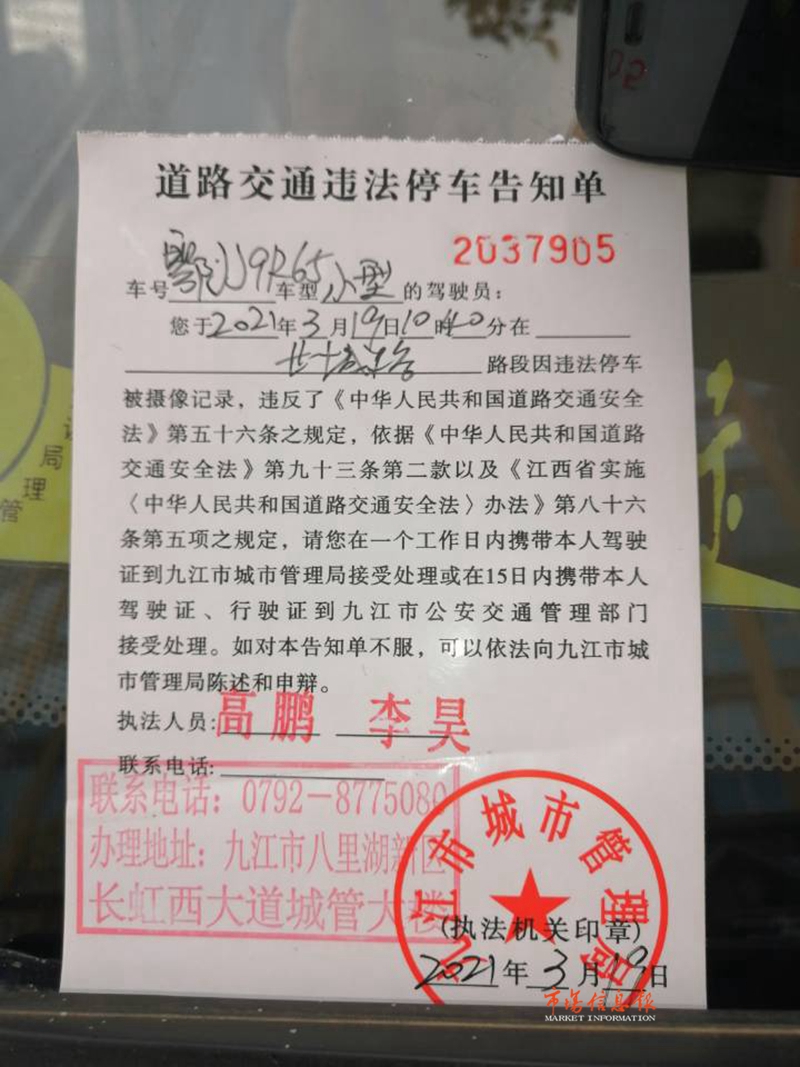 道路交通违法停车告知单
2037905
车号鄂J9R65车型小型的驾驶员：
您于2021年3月19日10时40分在
路段因违法停车
被摄像记录，违反了《中华人民共和国道路交通安全
法》第五十六条之规定，依据《中华人民共和国道路
交通安全法》第九十三条第二款以及《江西省实施
〈中华人民共和国道路交通安全法〉办法》第八十六
条第五项之规定，请您在一个工作日内携带本人驾驶
证到九江市城市管理局接受处理或在15日内携带本人
驾驶证、行驶证到九江市公安交通管理部门
接受处理。如对本告知单不服，可以依法向九江市城
市管理局陈述和申辩。
执法人员：高鹏 李昊
联系电话：
联系电话：0792-8775080
办理地址：九江市八里湖新区
长虹西大道城管大楼
九江市城市管理局
(执法机关印章)
2021年3月19日
市场信息报
MARKET INFORMATION
局
理
管